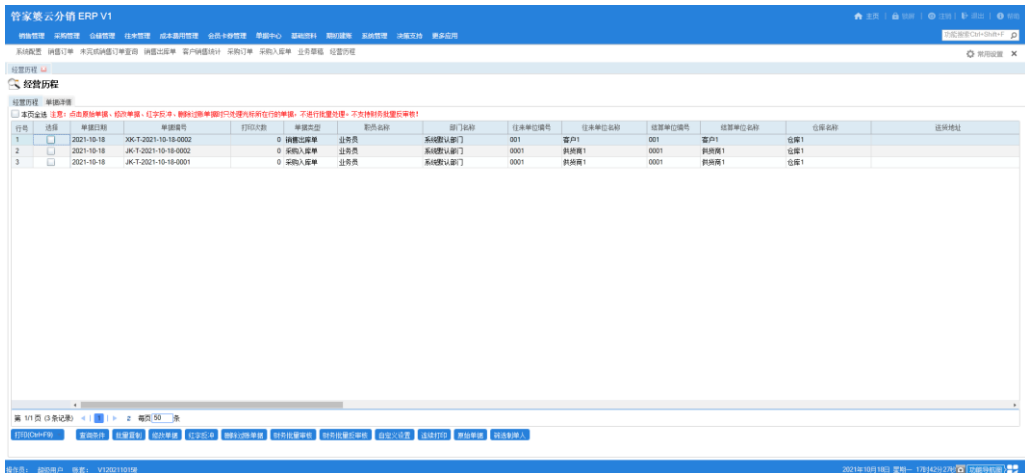 管家婆云分销 ERP V1
主页 | 锁屏 | 注销 | 退出 |
销售管理 采购管理 仓储管理 往来管理 成本费用管理 会员卡券管理 单据中心 基础资料 期初建账 系统管理 决策支持 更多应用
功能搜索Ctrl+Shift+F
系统配置 销售订单 未完成销售订单查询 销售出库单 客户销售统计 采购订单 采购入库单 业务草稿 经营历程
常用设置
经营历程
经营历程
经营历程 单据详情
本页全选 注意：点击原始单据、修改单据、红字反冲、删除过账单据时只处理光标所在行的单据，不进行批量处理。不支持财务批量反审核！
行号 选择 单据日期 单据编号 打印次数 单据类型 职员名称 部门名称 往来单位编号 往来单位名称 结算单位编号 结算单位名称 仓库名称 送货地址
1 2021-10-18 XK-T-2021-10-18-0002 0 销售出库单 业务员 系统默认部门 001 客户1 001 客户1 仓库1
2 2021-10-18 JK-T-2021-10-18-0002 0 采购入库单 业务员 系统默认部门 0001 供货商1 0001 供货商1 仓库1
3 2021-10-18 JK-T-2021-10-18-0001 0 采购入库单 业务员 系统默认部门 0001 供货商1 0001 供货商1 仓库1
第 1/1 页 (3 条记录) 1 2 每页 50 条
打印(Ctrl+F9) 查询条件 批量复制 修改单据 红字反冲 删除过账单据 财务批量审核 财务批量反审核 自定义设置 连续打印 原始单据 筛选制单人
操作员： 超级用户 账套： V120211015
2021年10月18日 星期一 17时42分27秒 功能导航图